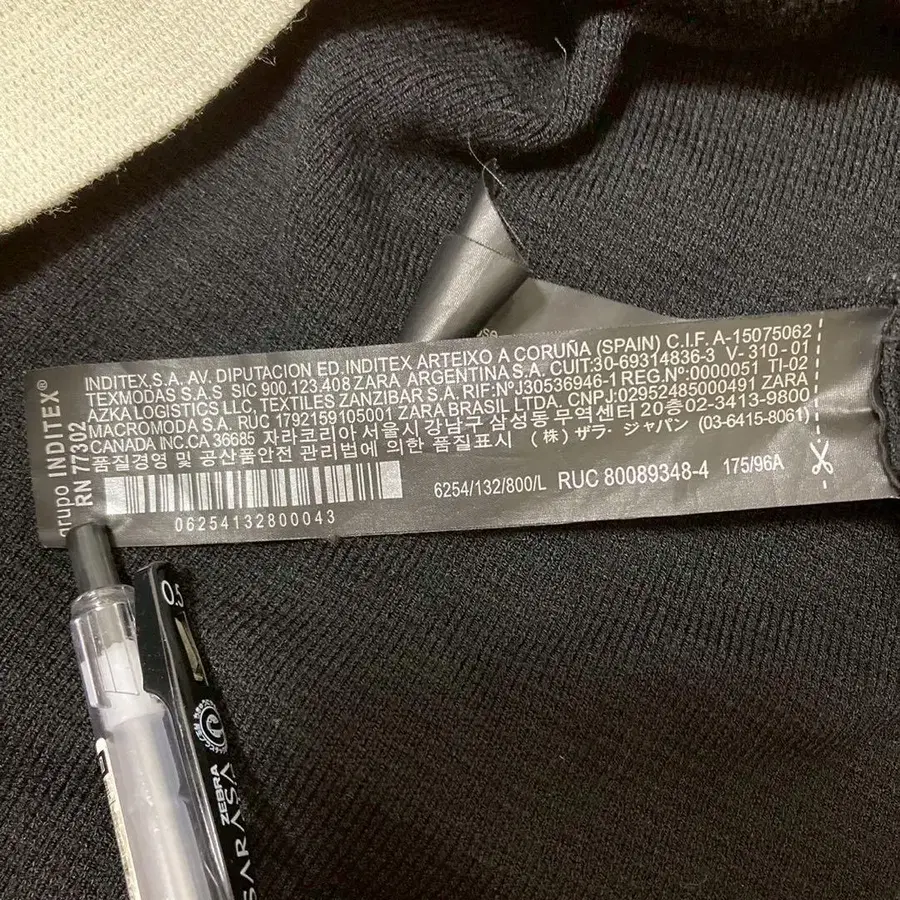 grupo INDITEX®
RN 77302
INDITEX.S.A. AV. DIPUTACION ED. INDITEX ARTEIXO A CORUÑA (SPAIN) C.I.F. A-15075062
TEXMODAS S.A.S SIC 900.123.408 ZARA ARGENTINA S.A. CUIT:30-69314836-3 V-310-01
AZKA LOGISTICS LLC, TEXTILES ZANZIBAR S.A. RIF:NºJ30536946-1 REG.Nº:0000051 TI-02
MACROMODA S.A. RUC 1792159105001 ZARA BRASIL LTDA. CNPJ:02952485000491 ZARA
CANADA INC.CA 36685 자라코리아 서울시강남구 삼성동무역센터 20층02-3413-9800
품질경영 및 공산품안전 관리법에 의한 품질표시 (株) ザラ・ジャパン (03-6415-8061)
06254132800043
6254/132/800/L RUC 80089348-4 175/96A
0.5
ZEBRA
SARASA